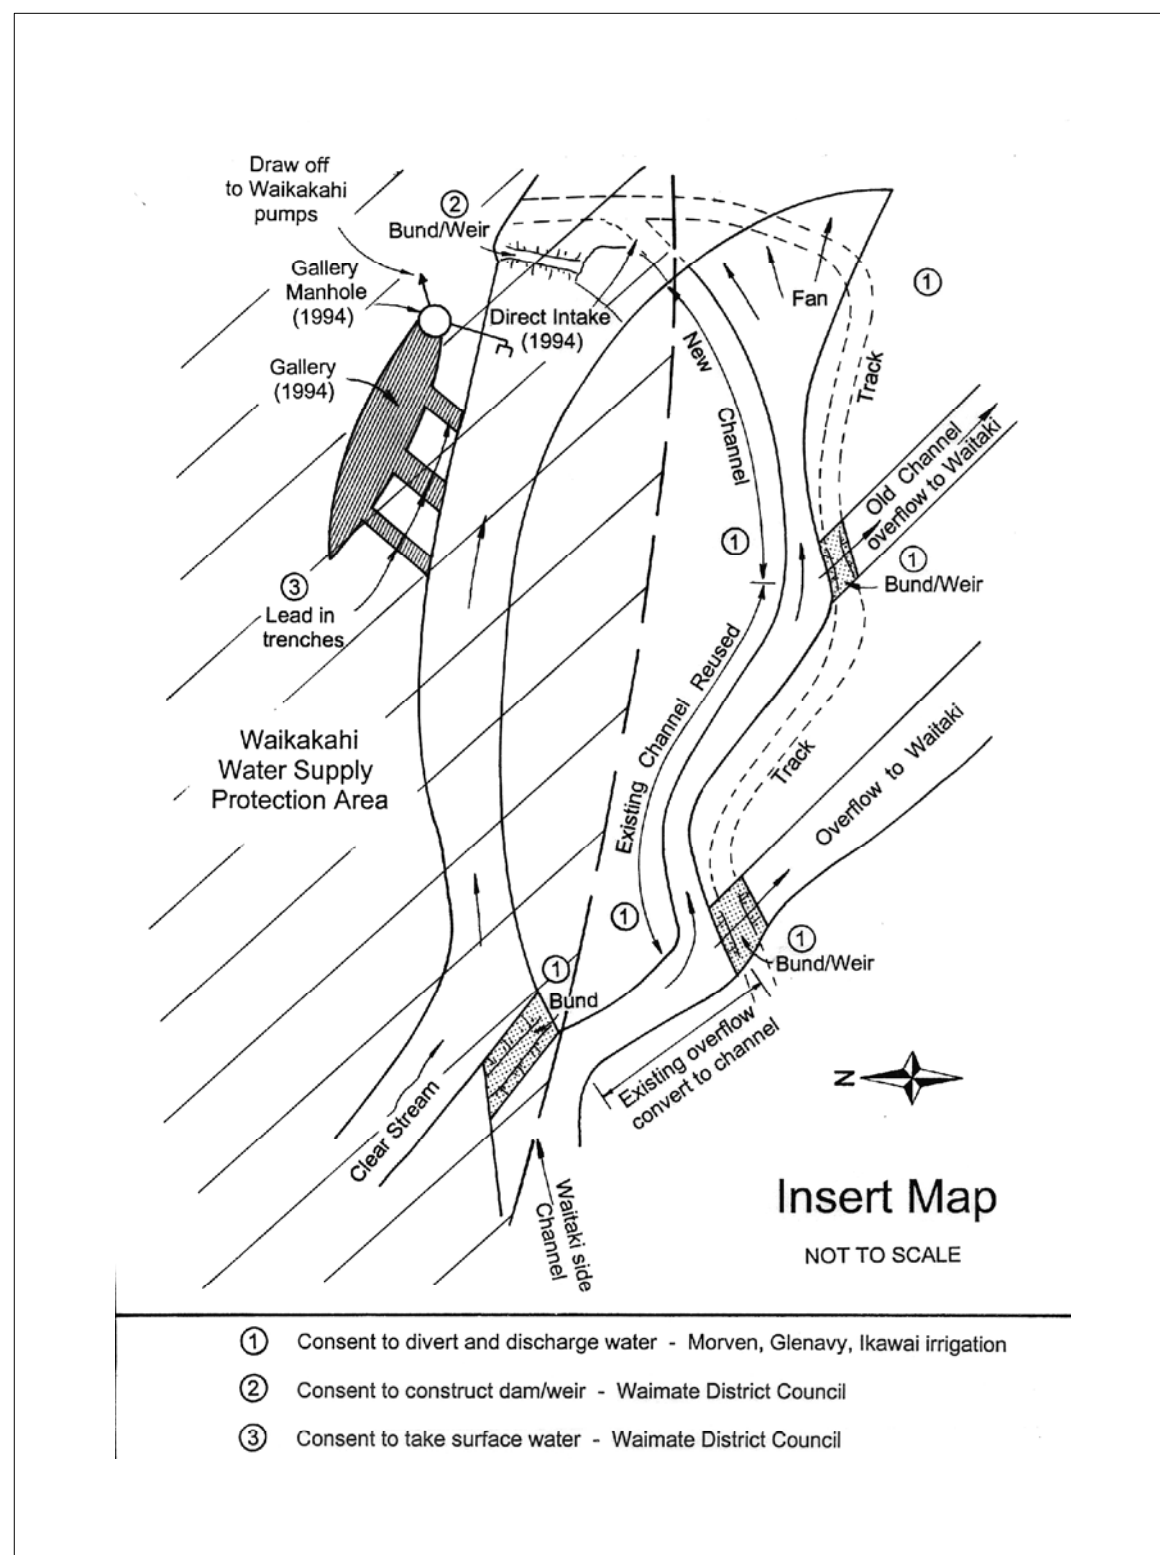 Draw off
to Waikakahi
pumps
2
Bund/Weir
Gallery
Manhole
(1994)
Direct Intake
(1994)
Gallery
(1994)
Fan
1
New
Channel
Track
Old Channel
overflow to Waitaki
1
1
Bund/Weir
3
Lead in
trenches
Existing Channel Reused
Waikakahi
Water Supply
Protection Area
Track
Overflow to Waitaki
1
1
Bund/Weir
1
Bund
Existing overflow
convert to channel
Clear Stream
Waitaki side
Channel
N
Insert Map
NOT TO SCALE
1 Consent to divert and discharge water - Morven, Glenavy, Ikawai irrigation
2 Consent to construct dam/weir - Waimate District Council
3 Consent to take surface water - Waimate District Council